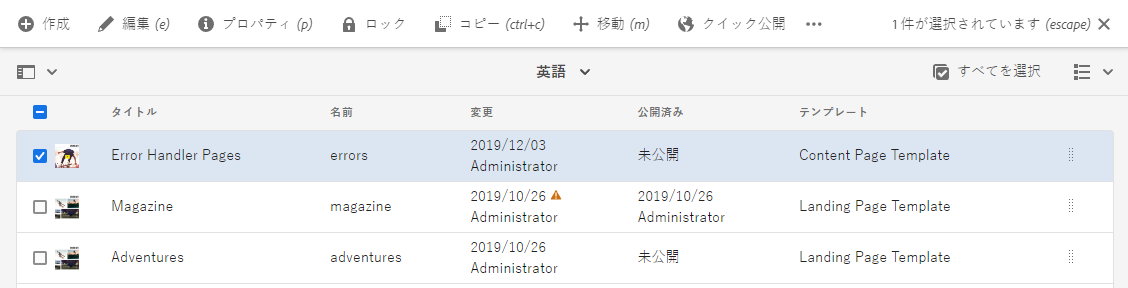 作成 編集 (e) プロパティ (p) ロック コピー (ctrl+c) 移動 (m) クイック公開 1 件が選択されています (escape)
英語 すべてを選択
タイトル 名前 変更 公開済み テンプレート
Error Handler Pages errors 2019/12/03 未公開 Content Page Template
Administrator
Magazine magazine 2019/10/26 2019/10/26 Landing Page Template
Administrator Administrator
Adventures adventures 2019/10/26 未公開 Landing Page Template
Administrator